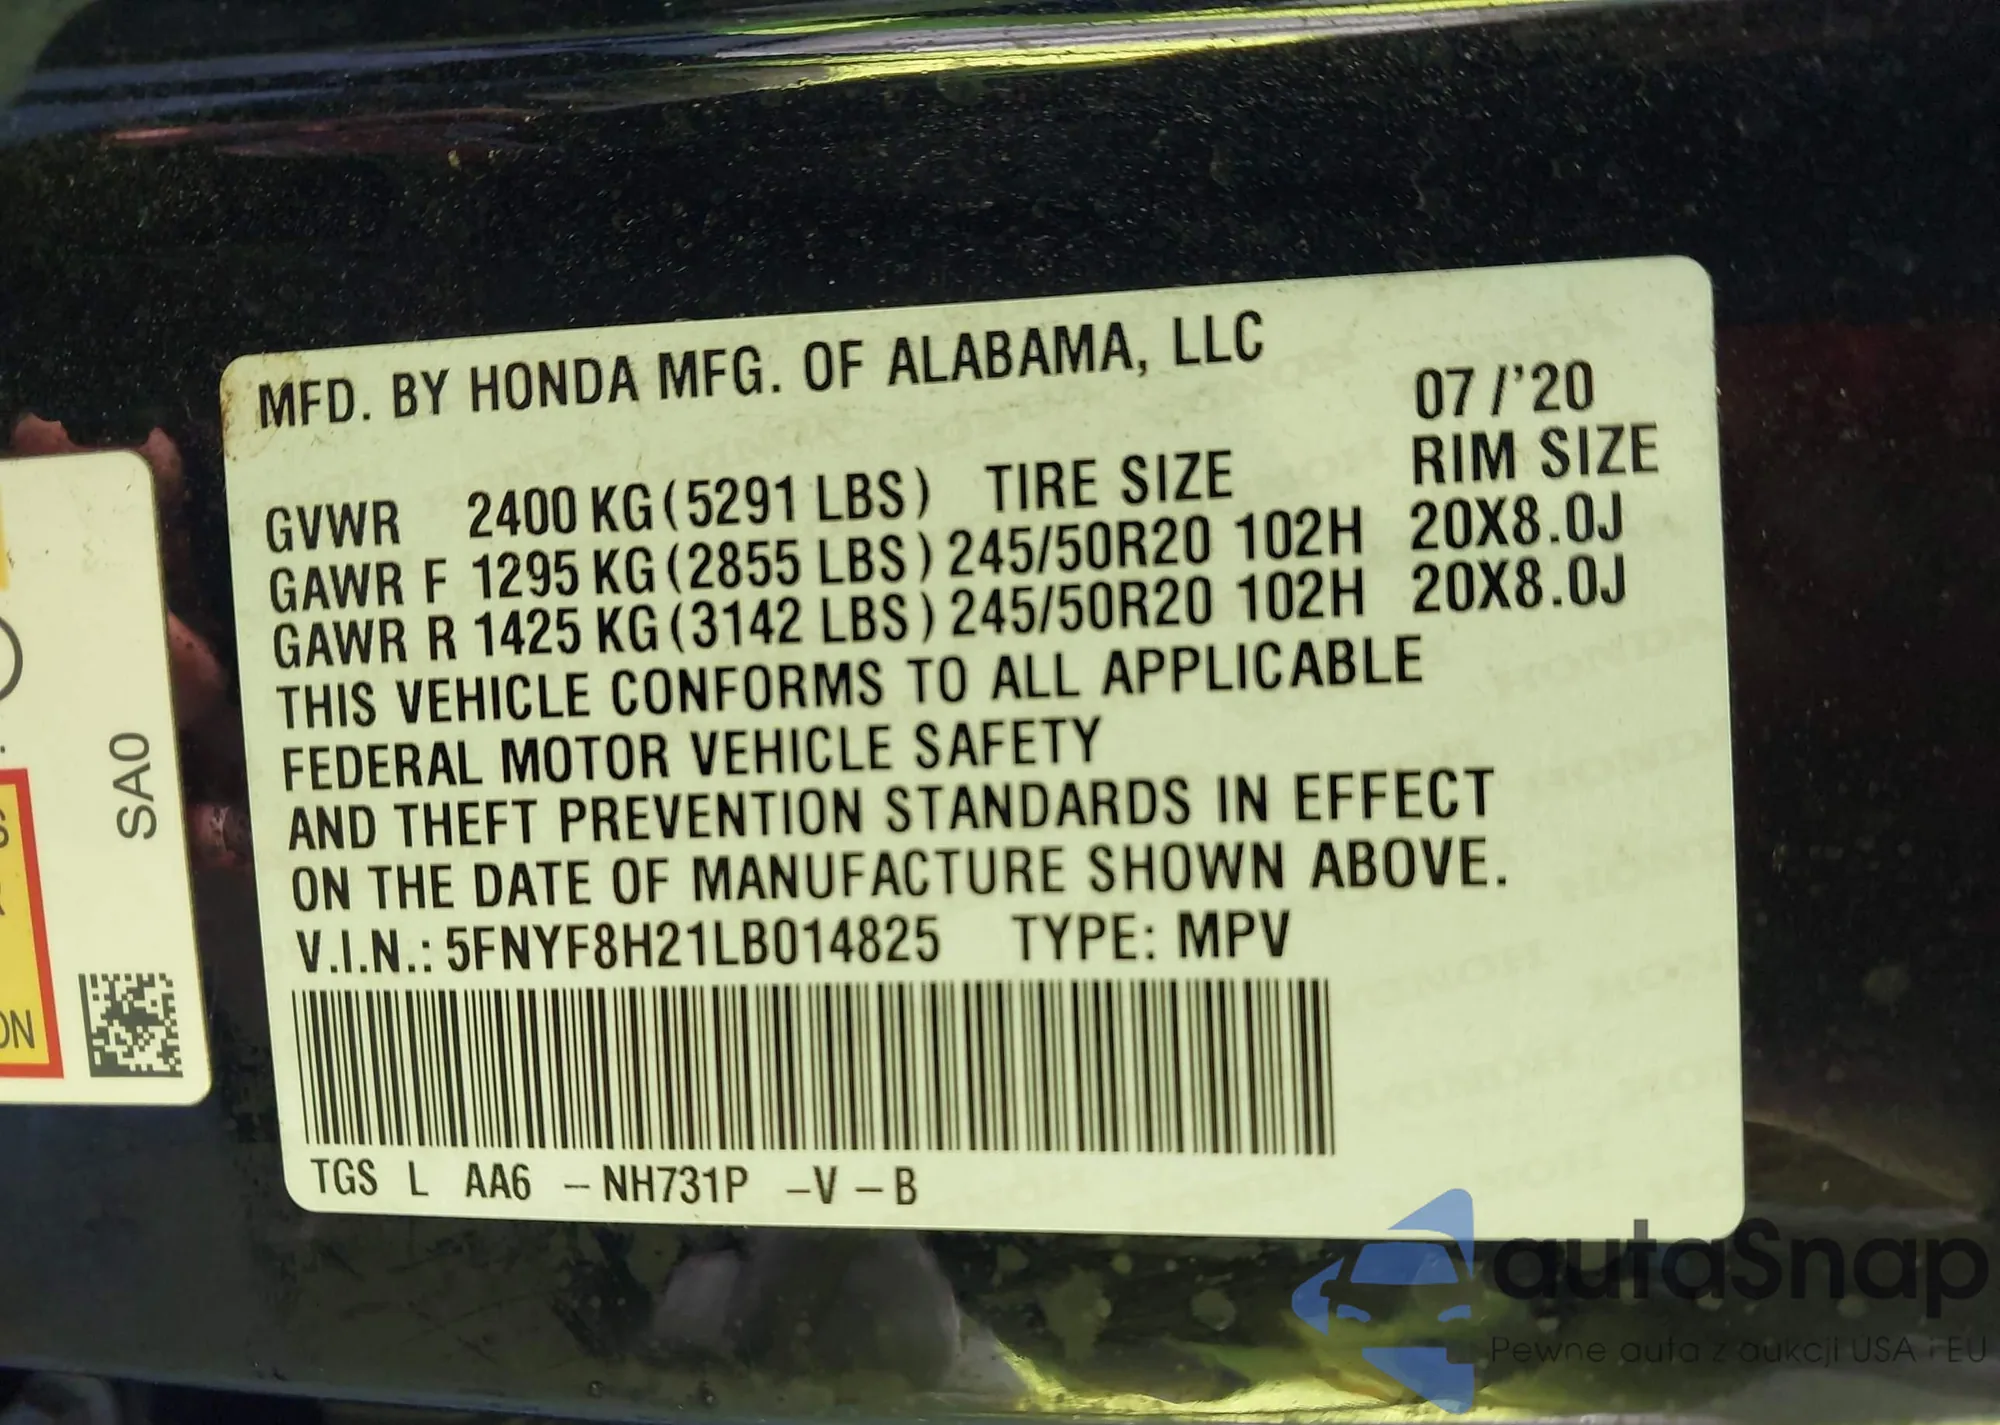 MFD. BY HONDA MFG. OF ALABAMA, LLC
07/'20
GVWR 2400 KG (5291 LBS) TIRE SIZE RIM SIZE
GAWR F 1295 KG (2855 LBS) 245/50R20 102H 20X8.0J
GAWR R 1425 KG (3142 LBS) 245/50R20 102H 20X8.0J
THIS VEHICLE CONFORMS TO ALL APPLICABLE
FEDERAL MOTOR VEHICLE SAFETY
AND THEFT PREVENTION STANDARDS IN EFFECT
ON THE DATE OF MANUFACTURE SHOWN ABOVE.
V.I.N.: 5FNYF8H21LB014825 TYPE: MPV
TGS L AA6 – NH731P –V – B
SA0
autaSnap
Pewne auta z aukcji USA i EU